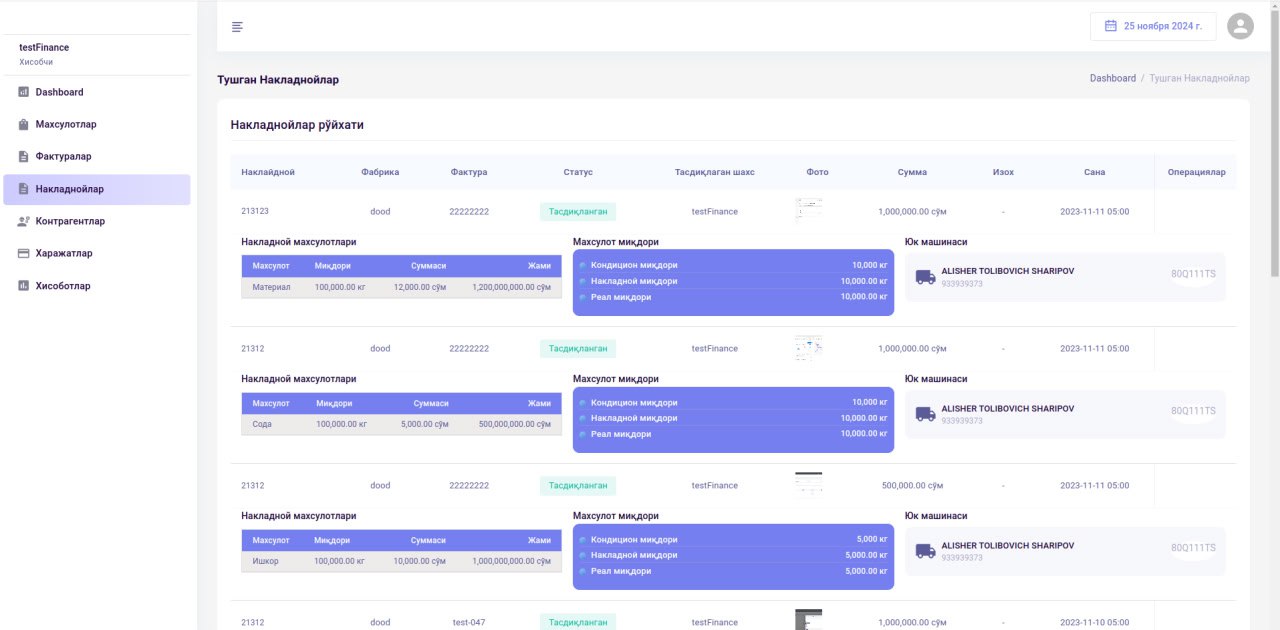 testFinance
Хисобчи
Dashboard
Махсулотлар
Фактуралар
Накладнойлар
Контрагентлар
Харажатлар
Хисоботлар
25 ноября 2024 г.
Тушган Накладнойлар
Dashboard / Тушган Накладнойлар
Накладнойлар рўйхати
Наклайдной Фабрика Фактура Статус Тасдиқлаган шахс Фото Сумма Изох Сана Операциялар
213123 dood 22222222 Тасдиқланган testFinance 1,000,000.00 сўм - 2023-11-11 05:00
Накладной махсулотлари
Махсулот Миқдори Суммаси Жами
Материал 100,000.00 кг 12,000.00 сўм 1,200,000,000.00 сўм
Махсулот миқдори
Кондицион миқдори 10,000 кг
Накладной миқдори 10,000.00 кг
Реал миқдори 10,000.00 кг
Юк машинаси
ALISHER TOLIBOVICH SHARIPOV
933939373
80Q111TS
21312 dood 22222222 Тасдиқланган testFinance 1,000,000.00 сўм - 2023-11-11 05:00
Накладной махсулотлари
Махсулот Миқдори Суммаси Жами
Содa 100,000.00 кг 5,000.00 сўм 500,000,000.00 сўм
Махсулот миқдори
Кондицион миқдори 10,000 кг
Накладной миқдори 10,000.00 кг
Реал миқдори 10,000.00 кг
Юк машинаси
ALISHER TOLIBOVICH SHARIPOV
933939373
80Q111TS
21312 dood 22222222 Тасдиқланган testFinance 500,000.00 сўм - 2023-11-11 05:00
Накладной махсулотлари
Махсулот Миқдори Суммаси Жами
Ишкор 100,000.00 кг 10,000.00 сўм 1,000,000,000.00 сўм
Махсулот миқдори
Кондицион миқдори 5,000 кг
Накладной миқдори 5,000.00 кг
Реал миқдори 5,000.00 кг
Юк машинаси
ALISHER TOLIBOVICH SHARIPOV
933939373
80Q111TS
21312 dood test-047 Тасдиқланган testFinance 1,000,000.00 сўм - 2023-11-10 05:00